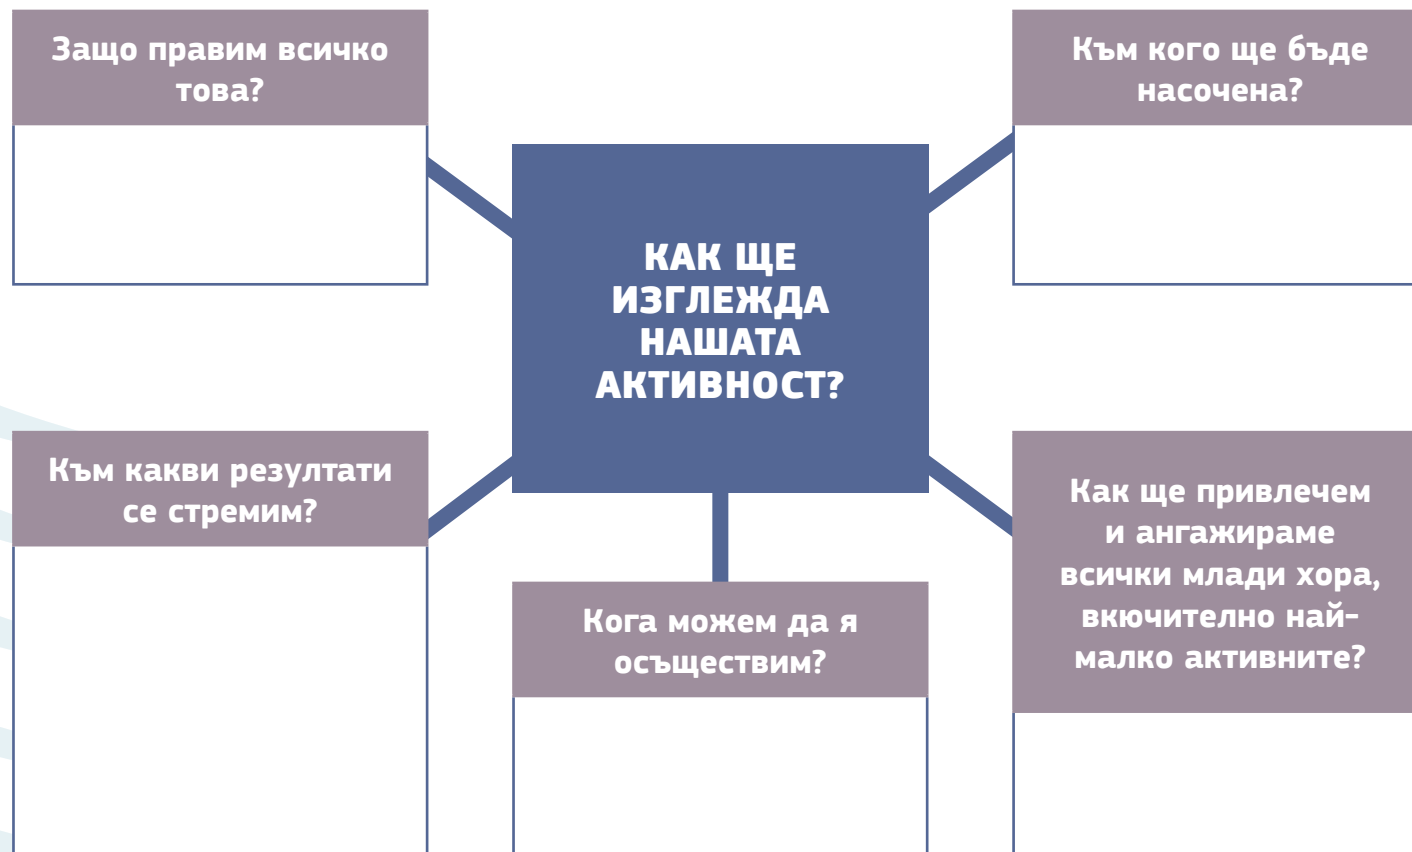 Защо правим всичко
това?
Към кого ще бъде
насочена?
КАК ЩЕ
ИЗГЛЕЖДА
НАШАТА
АКТИВНОСТ?
Към какви резултати
се стремим?
Кога можем да я
осъществим?
Как ще привлечем
и ангажираме
всички млади хора,
вкючително най-
малко активните?